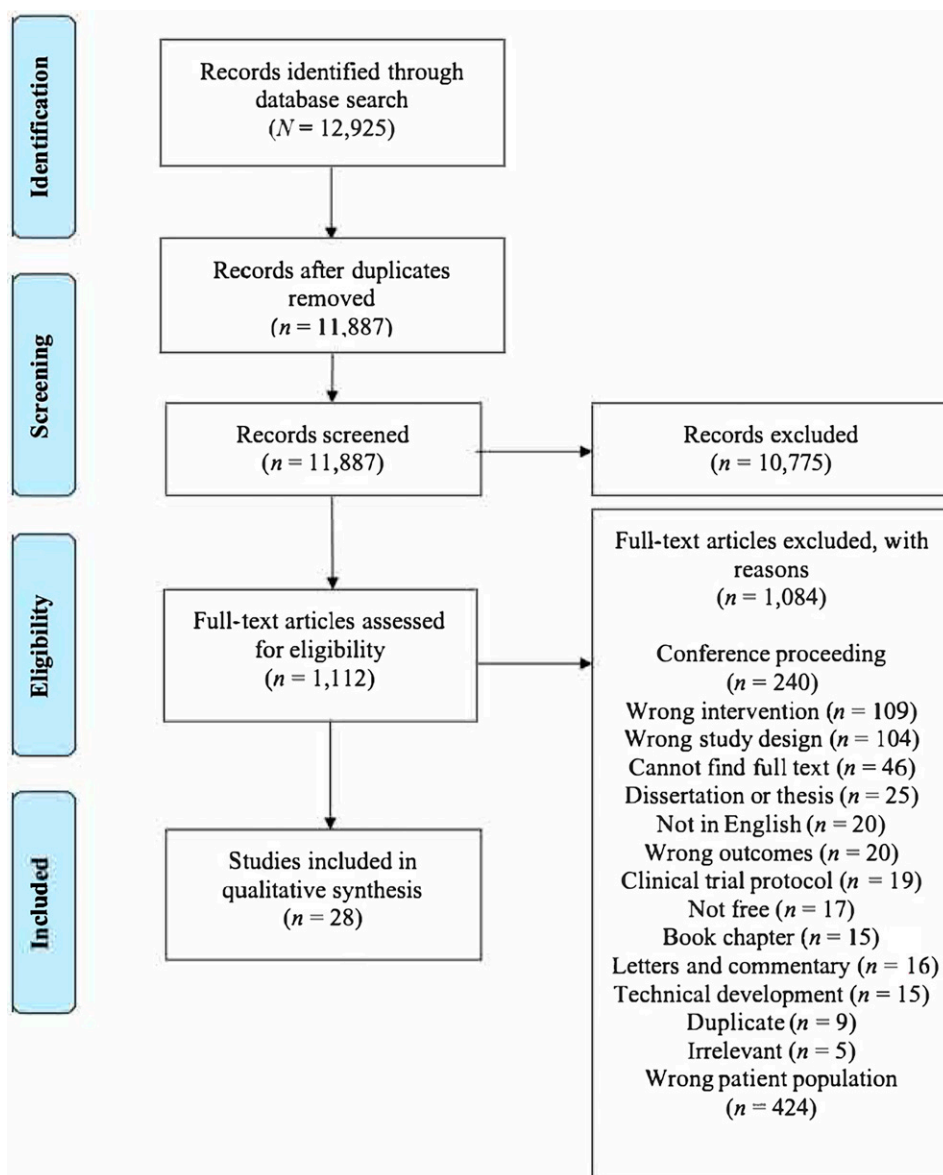 Identification
Records identified through
database search
(N = 12,925)
Records after duplicates
removed
(n = 11,887)
Screening
Records screened
(n = 11,887)
Records excluded
(n = 10,775)
Eligibility
Full-text articles assessed
for eligibility
(n = 1,112)
Full-text articles excluded, with
reasons
(n = 1,084)
Conference proceeding
(n = 240)
Wrong intervention (n = 109)
Wrong study design (n = 104)
Cannot find full text (n = 46)
Dissertation or thesis (n = 25)
Not in English (n = 20)
Wrong outcomes (n = 20)
Clinical trial protocol (n = 19)
Not free (n = 17)
Book chapter (n = 15)
Letters and commentary (n = 16)
Technical development (n = 15)
Duplicate (n = 9)
Irrelevant (n = 5)
Wrong patient population
(n = 424)
Included
Studies included in
qualitative synthesis
(n = 28)